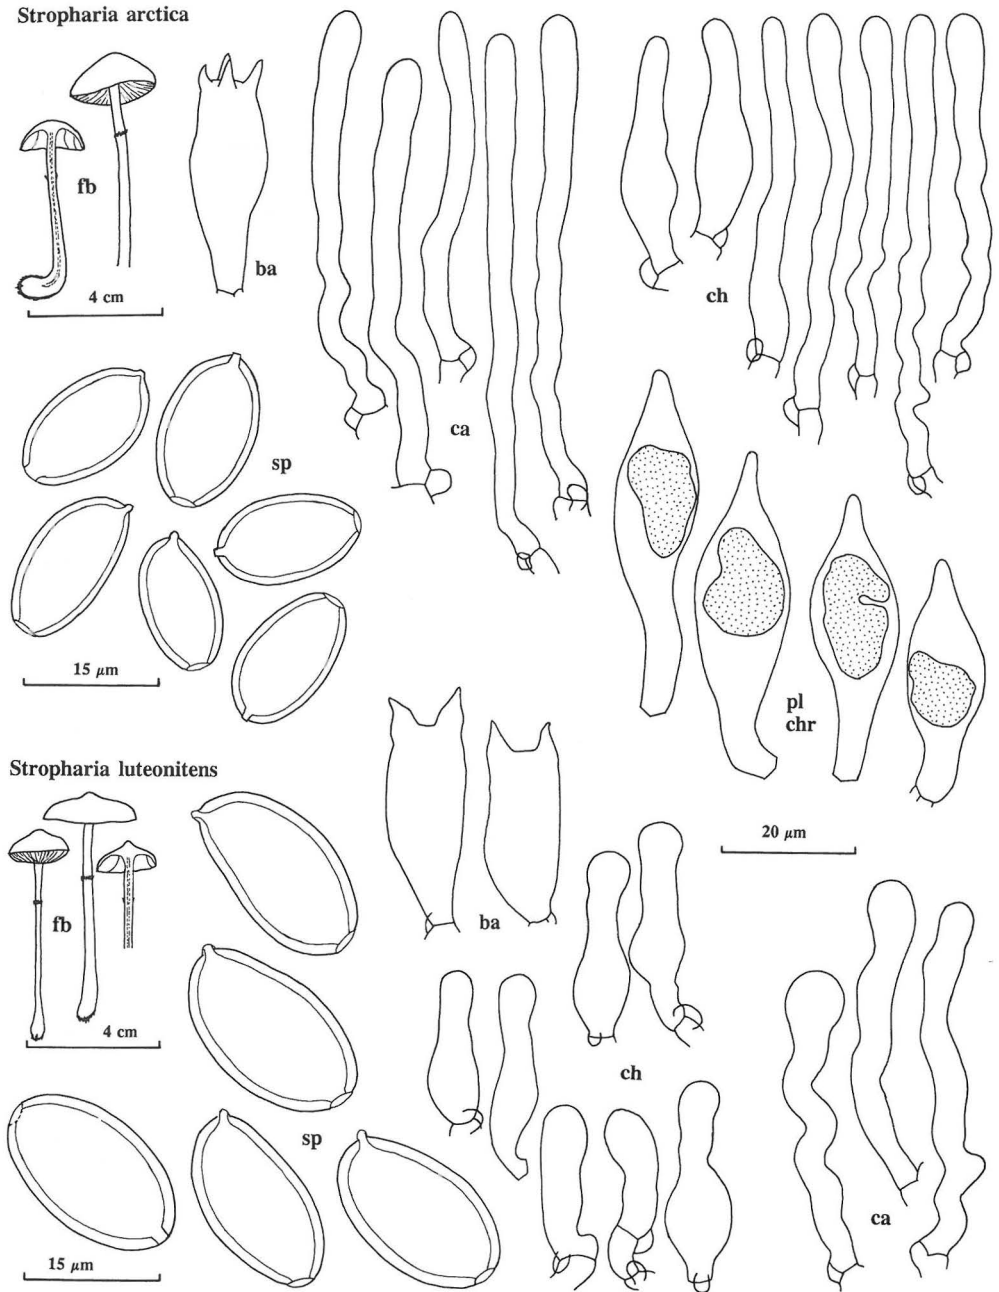 Stropharia arctica
fb
ba
4 cm
ca
ch
sp
15 μm
pl
chr
20 μm
Stropharia luteonitens
fb
4 cm
ba
ch
sp
ca
15 μm